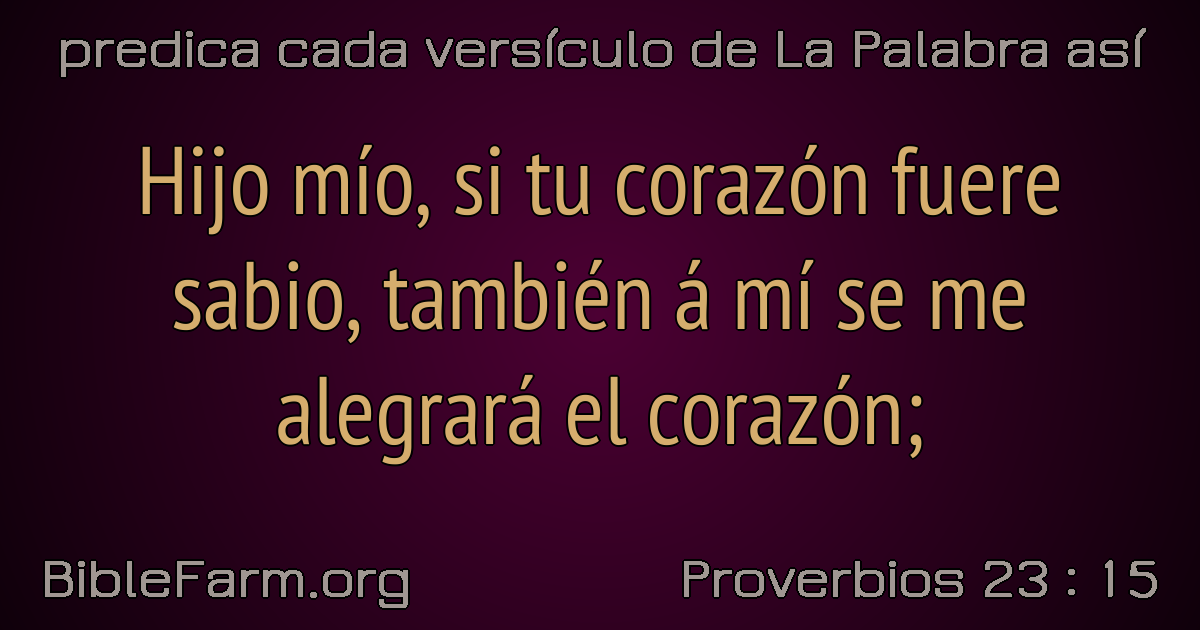 predica cada versículo de La Palabra así
Hijo mío, si tu corazón fuere
sabio, también á mí se me
alegrará el corazón;
BibleFarm.org
Proverbios 23 : 15